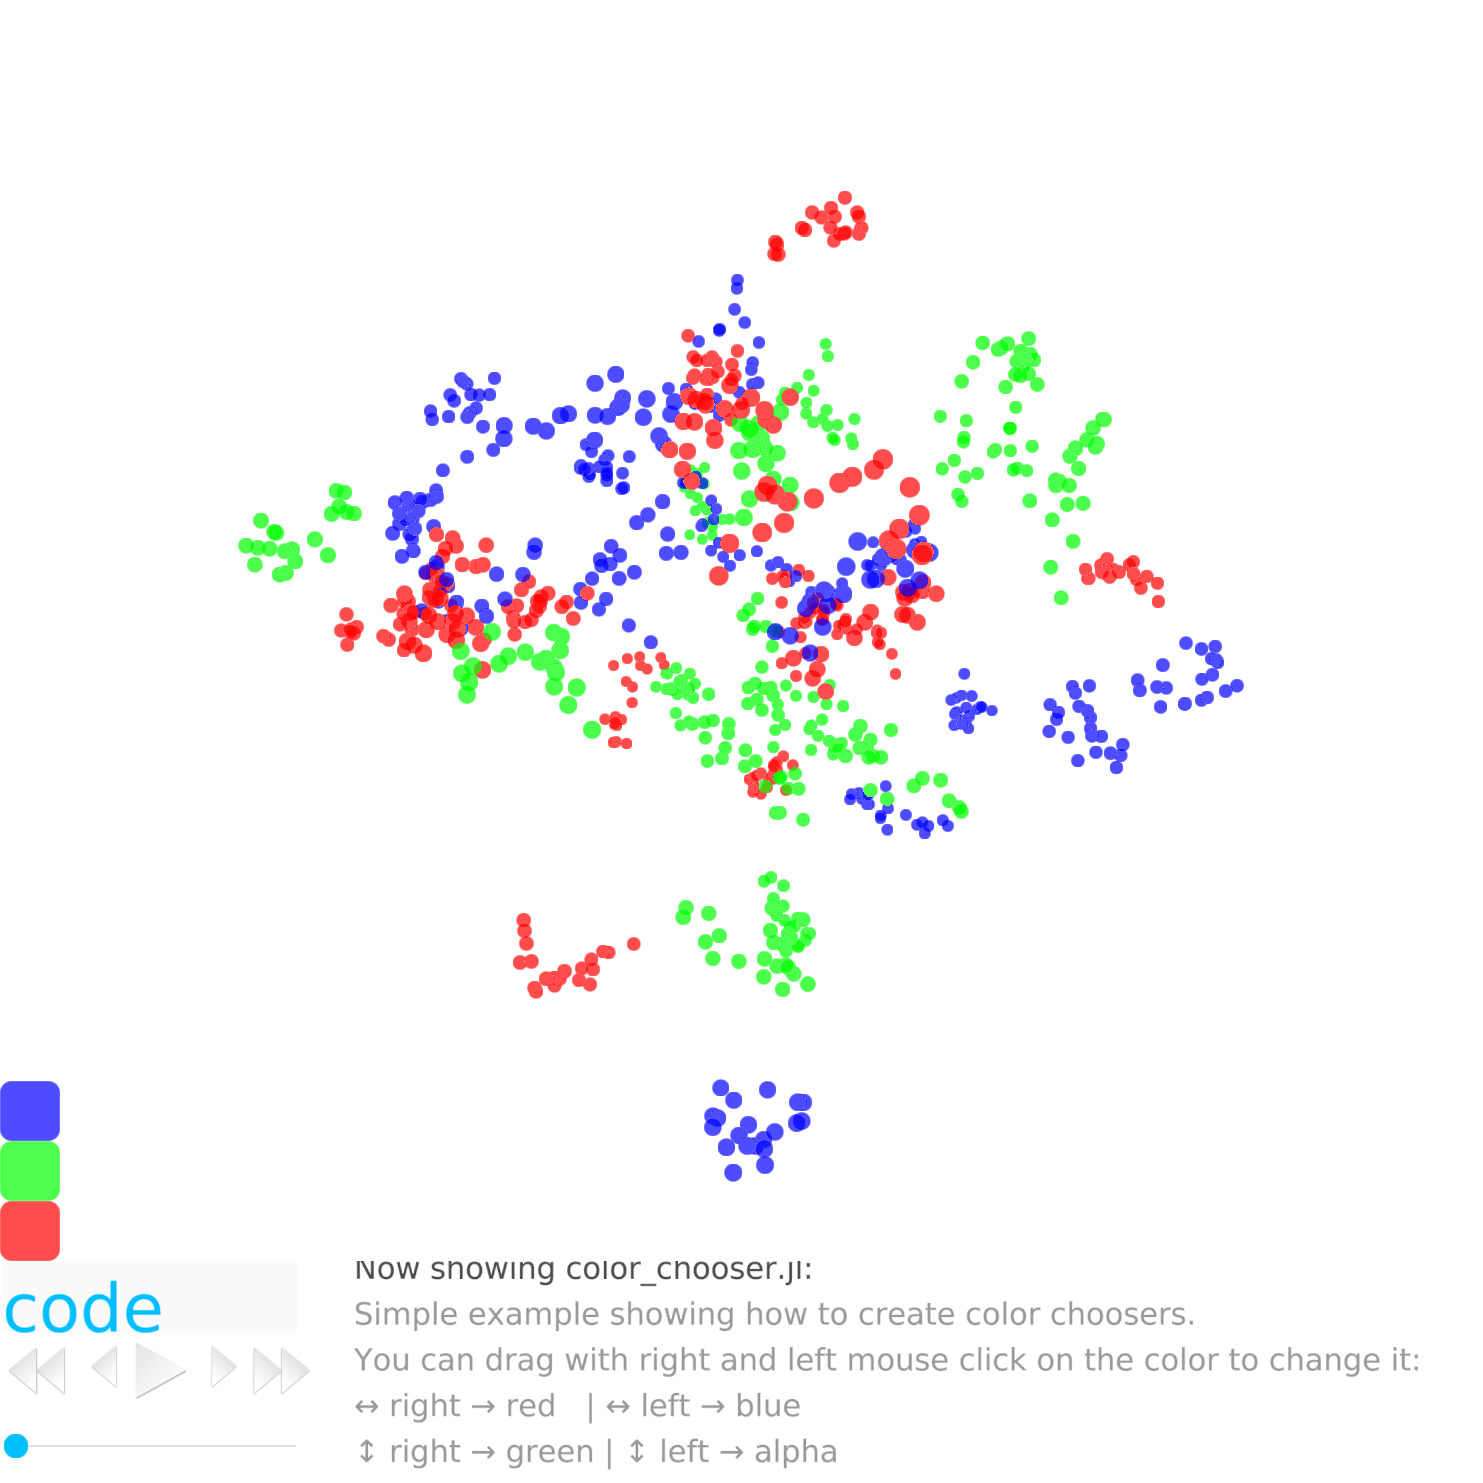 code
Now showing color_chooser.jl:
Simple example showing how to create color choosers.
You can drag with right and left mouse click on the color to change it:
↔ right → red | ↔ left → blue
↕ right → green | ↕ left → alpha